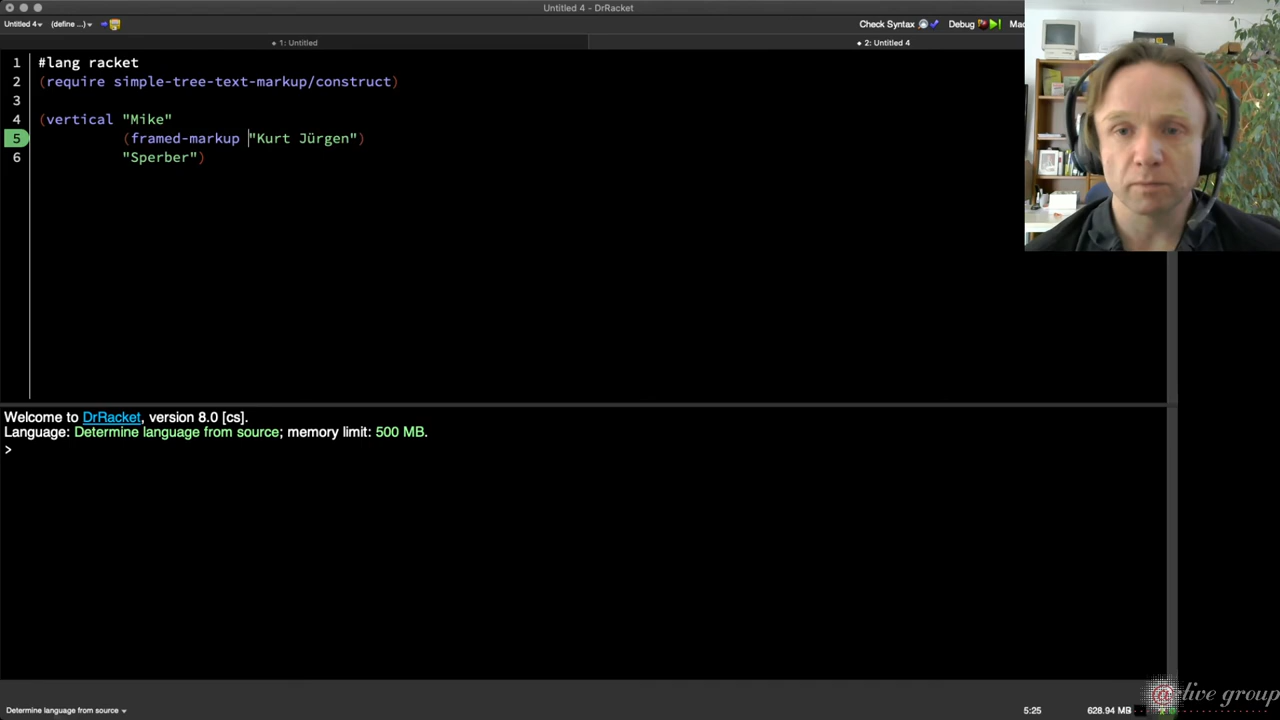 Untitled 4 - DrRacket
Untitled 4 (define ...) Check Syntax Debug Mac
1: Untitled 2: Untitled 4
1 #lang racket
2 (require simple-tree-text-markup/construct)
3
4 (vertical "Mike"
5 (framed-markup "Kurt Jürgen")
6 "Sperber")
Welcome to DrRacket, version 8.0 [cs].
Language: Determine language from source; memory limit: 500 MB.
>
Determine language from source 5:25 628.94 MB
live group